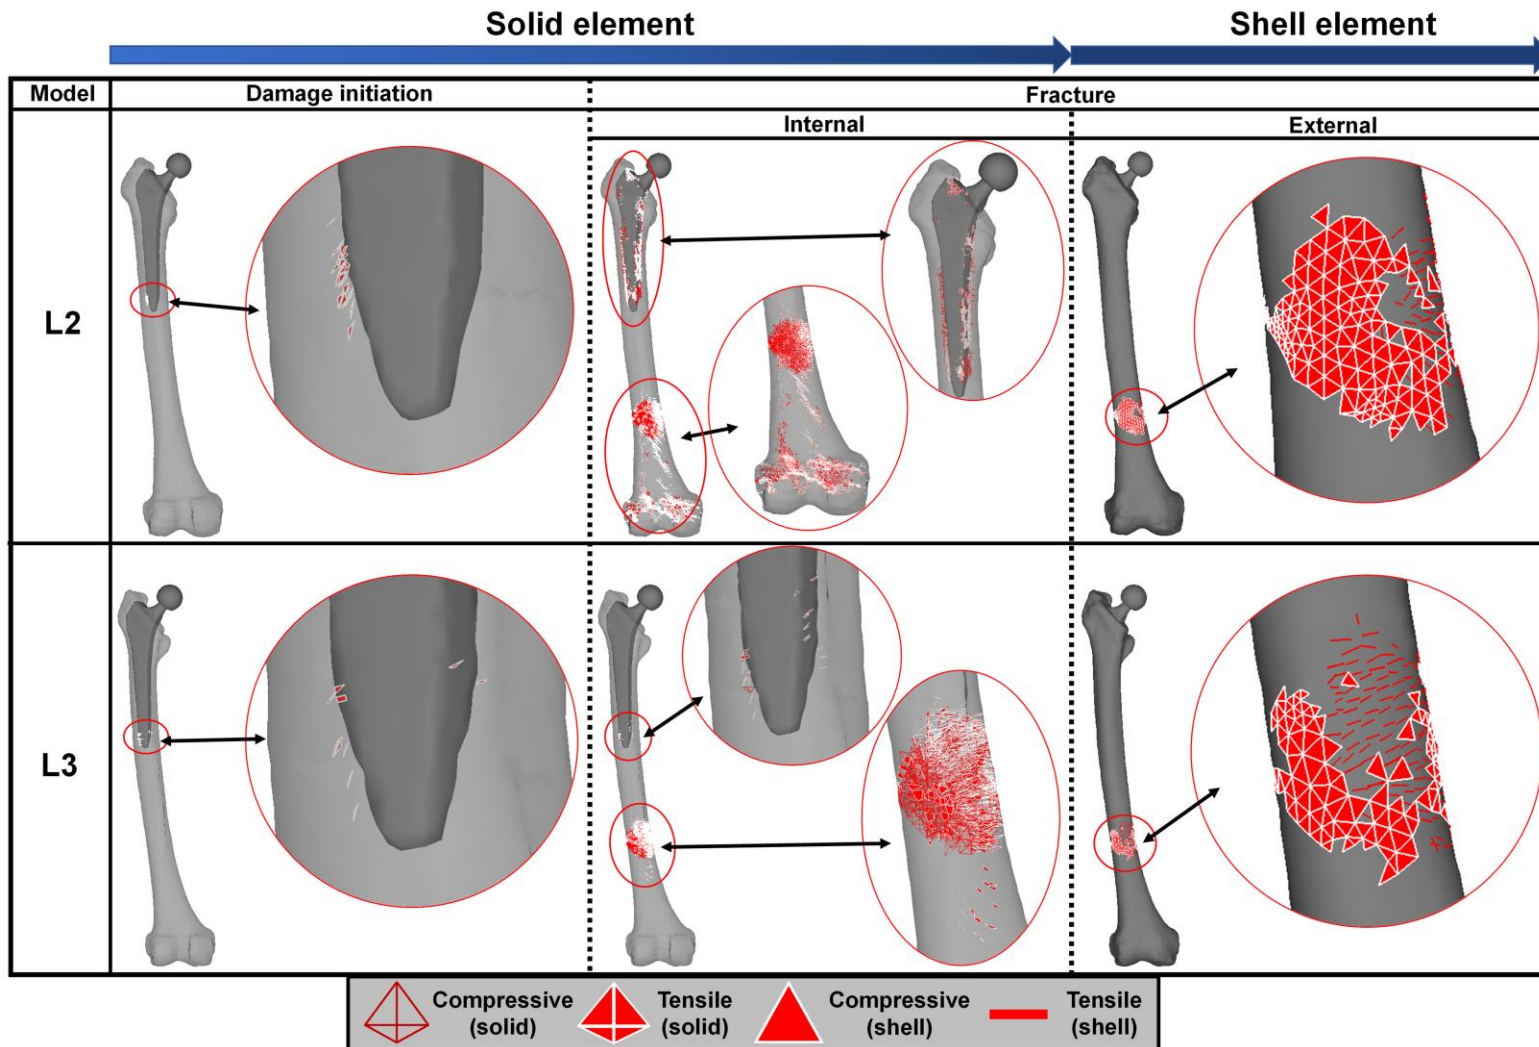 Solid element
Shell element
Model
Damage initiation
Fracture
Internal
External
L2
L3
Compressive
(solid)
Tensile
(solid)
Compressive
(shell)
Tensile
(shell)